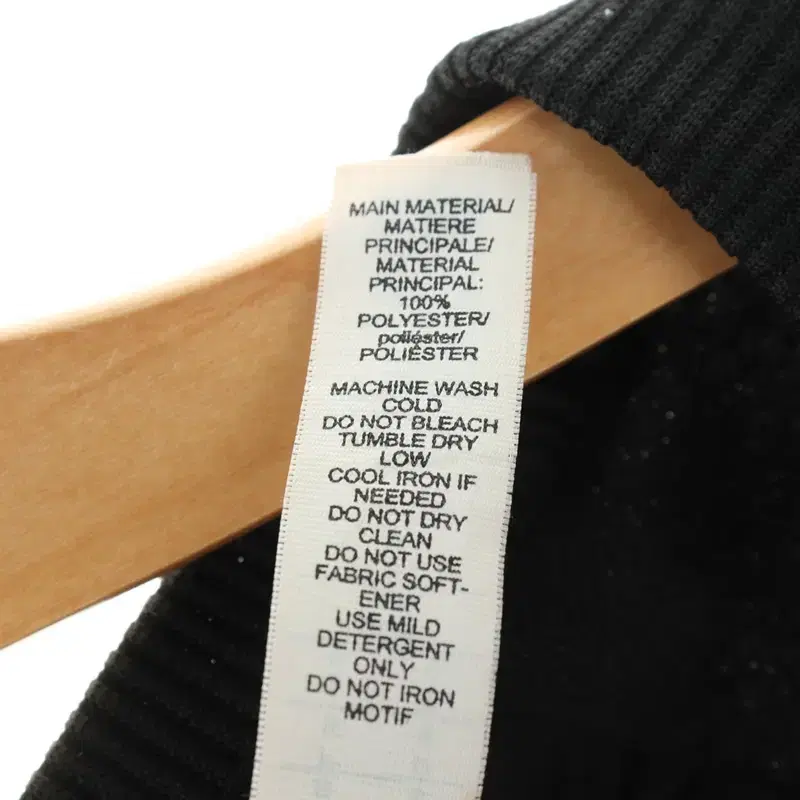 MAIN MATERIAL/
MATIERE
PRINCIPALE/
MATERIAL
PRINCIPAL:
100%
POLYESTER/
poliéster/
POLIÉSTER
MACHINE WASH
COLD
DO NOT BLEACH
TUMBLE DRY
LOW
COOL IRON IF
NEEDED
DO NOT DRY
CLEAN
DO NOT USE
FABRIC SOFT-
ENER
USE MILD
DETERGENT
ONLY
DO NOT IRON
MOTIF